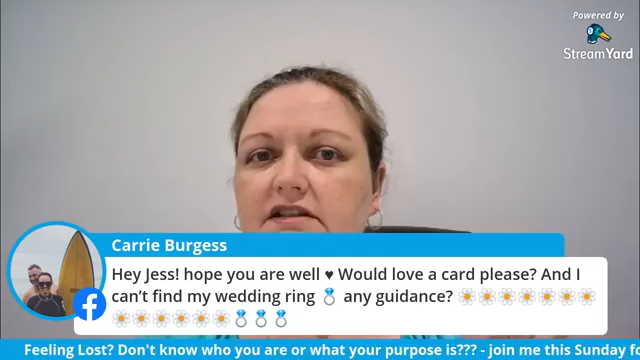 Powered by
StreamYard
Carrie Burgess
Hey Jess! hope you are well ♥ Would love a card please? And I
can't find my wedding ring 💍 any guidance? 🌼🌼🌼🌼🌼🌼🌼
🌼🌼🌼🌼🌼🌼💍💍💍
Feeling Lost? Don't know who you are or what your purpose is??? - join me this Sunday fo